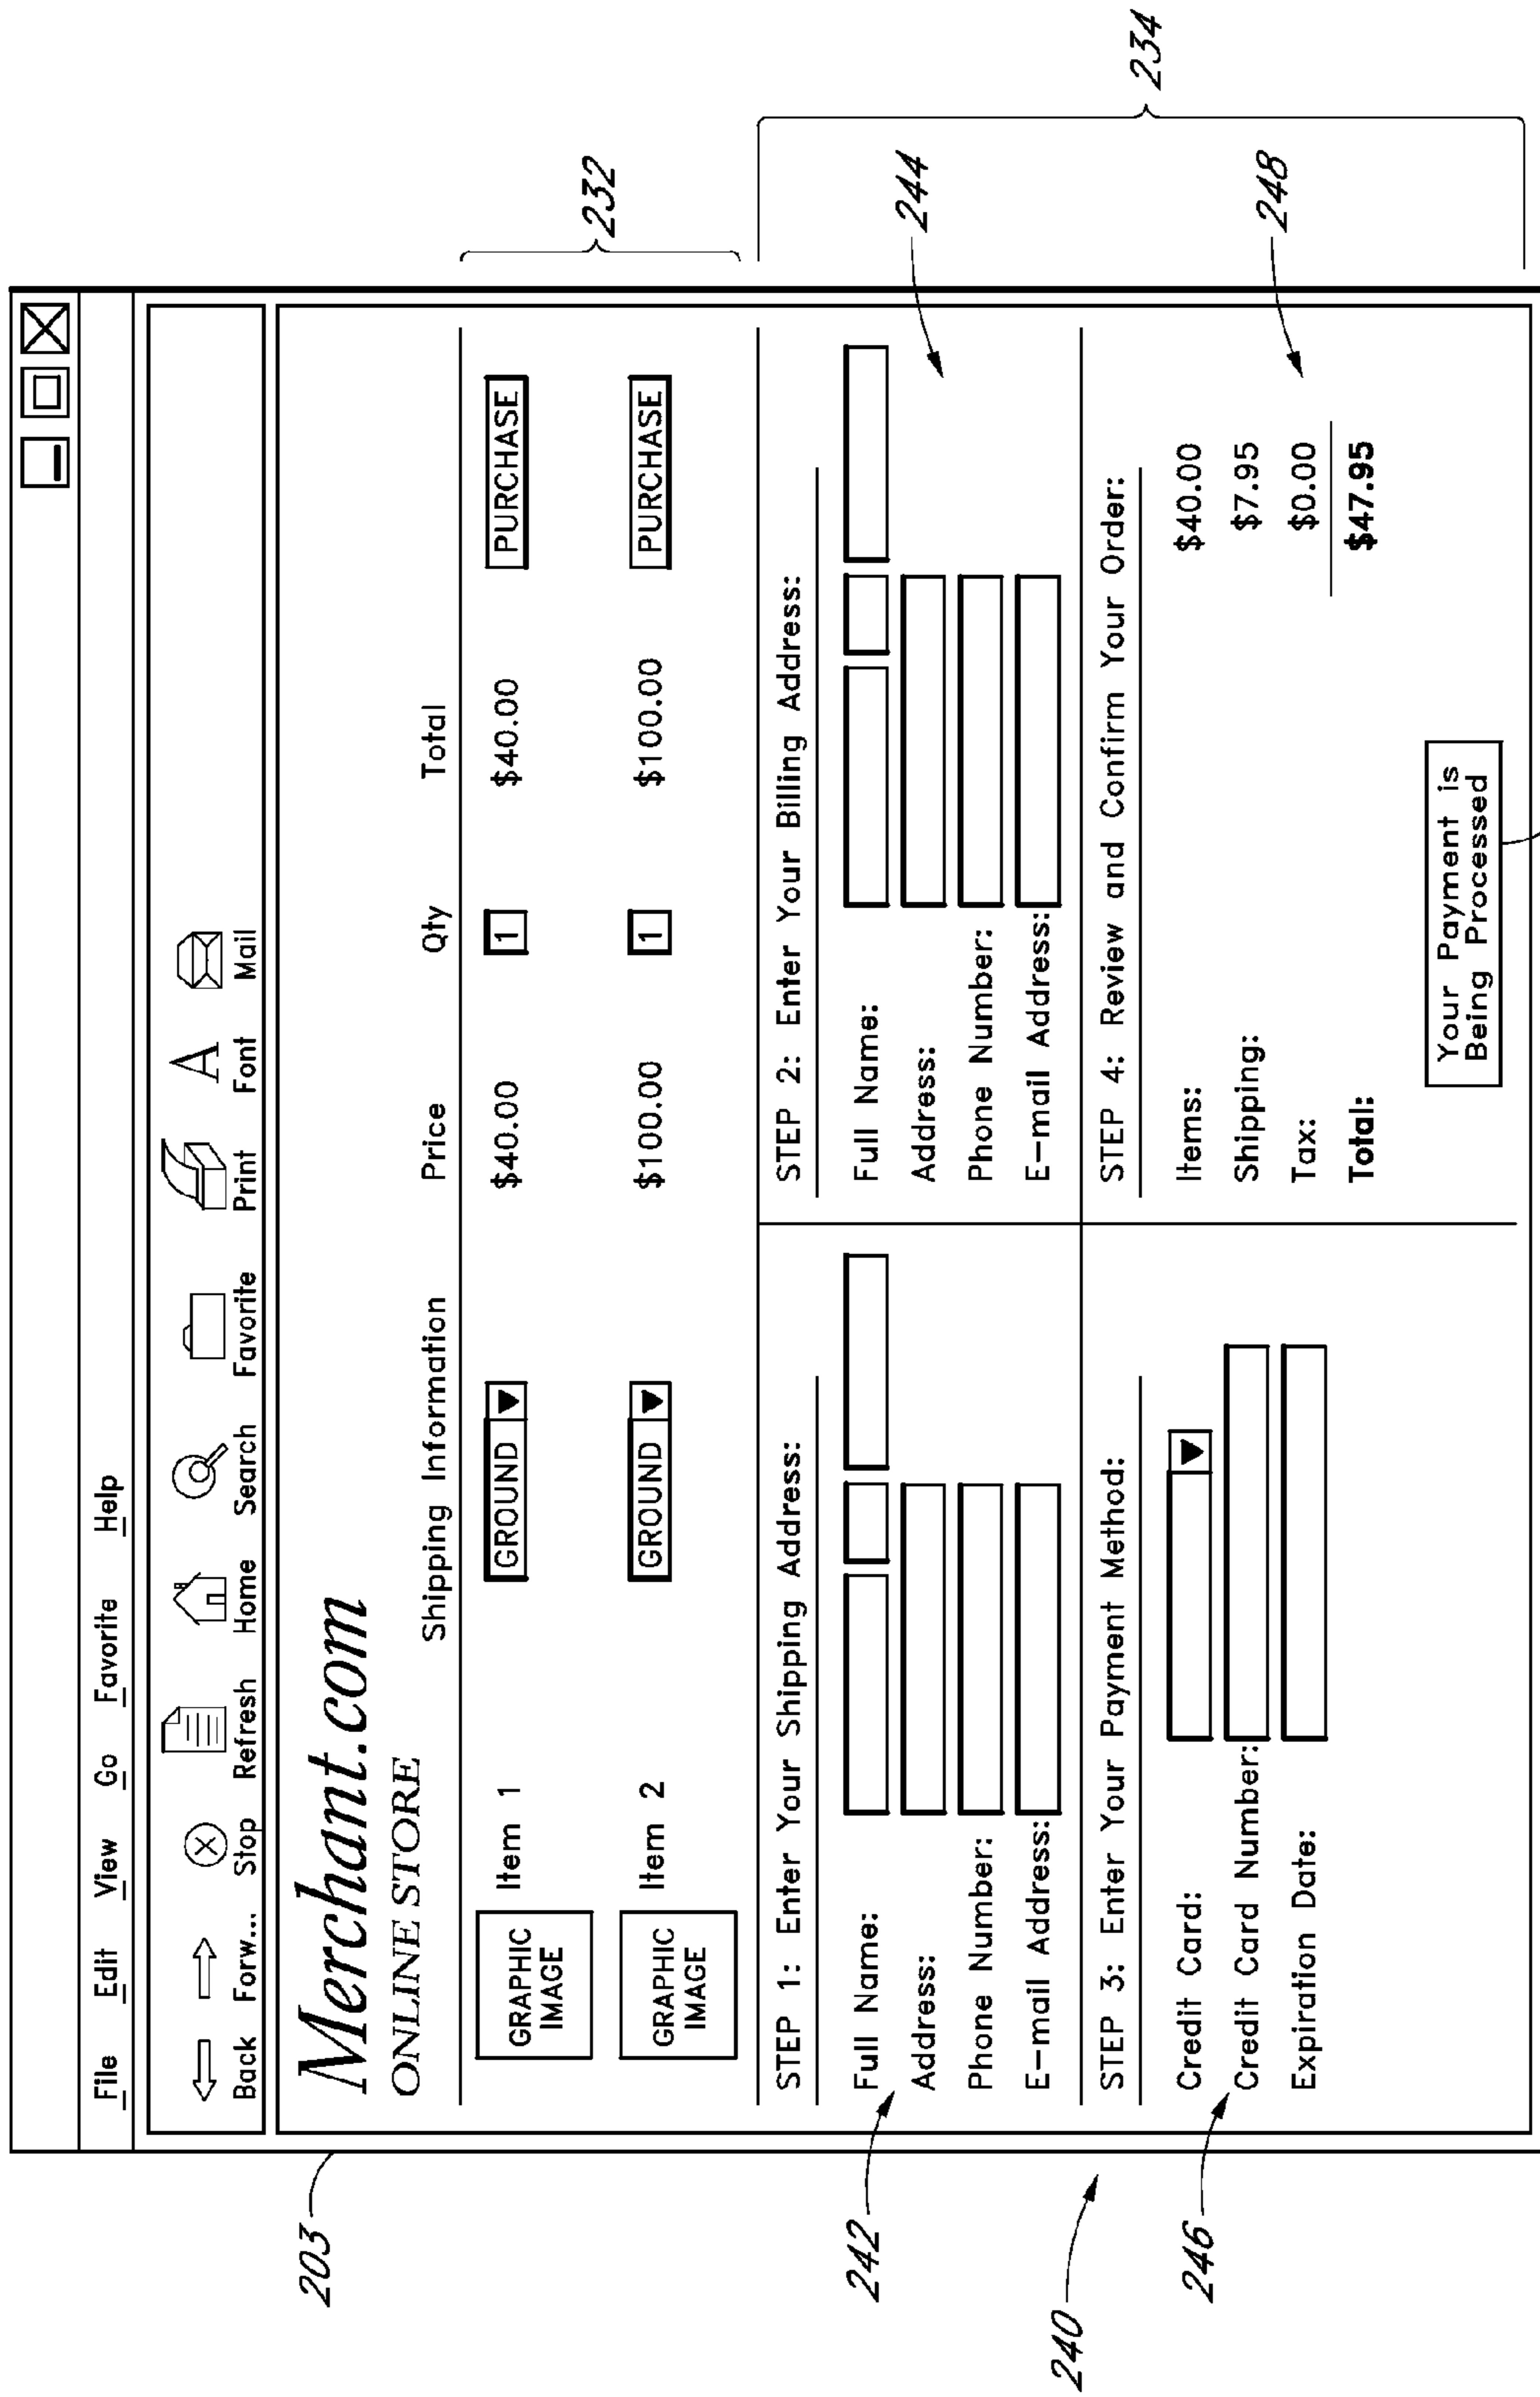 File Edit View Go Favorite Help
Back Forw... Stop Refresh Home Search Favorite Print Font Mail
203
Merchant.com
ONLINE STORE
Shipping Information Price Qty Total
GRAPHIC
IMAGE
Item 1 GROUND $40.00 1 $40.00 PURCHASE
GRAPHIC
IMAGE
Item 2 GROUND $100.00 1 $100.00 PURCHASE
232
234
STEP 1: Enter Your Shipping Address:
Full Name:
Address:
Phone Number:
E-mail Address:
242
STEP 2: Enter Your Billing Address:
Full Name:
Address:
Phone Number:
E-mail Address:
244
240
STEP 3: Enter Your Payment Method:
Credit Card:
Credit Card Number:
Expiration Date:
246
STEP 4: Review and Confirm Your Order:
Items: $40.00
Shipping: $7.95
Tax: $0.00
Total: $47.95
248
Your Payment is
Being Processed